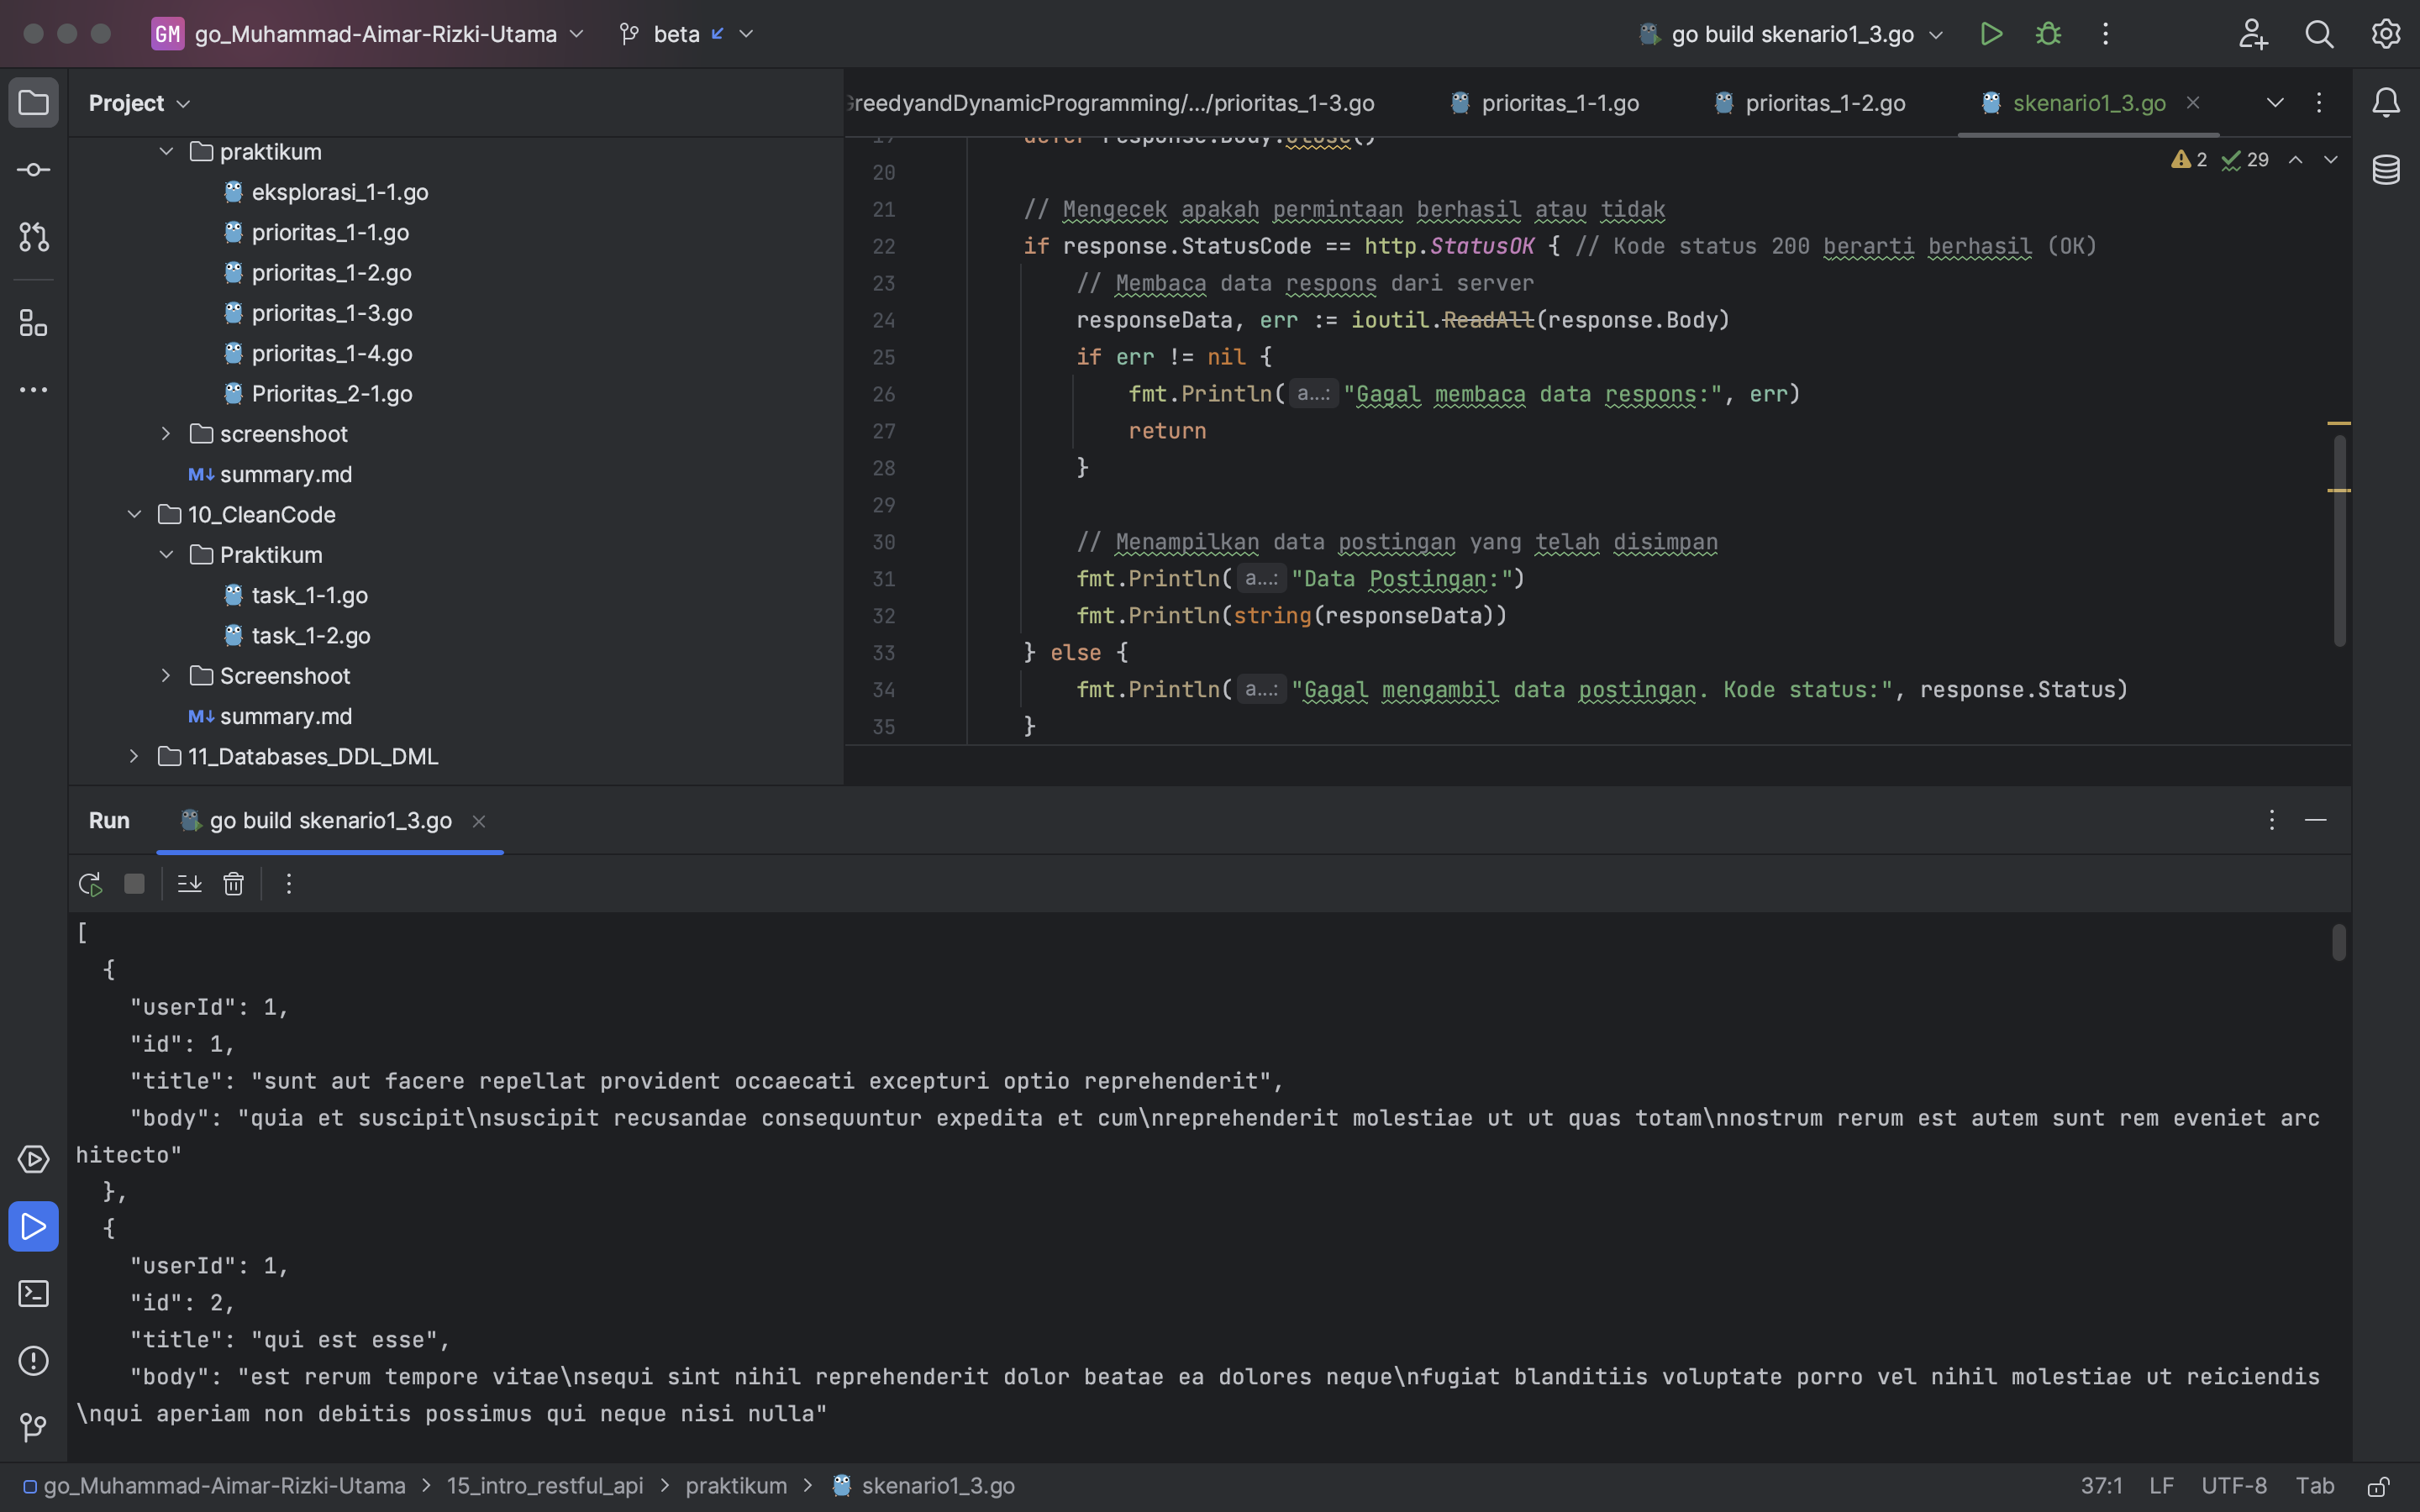 GM go_Muhammad-Aimar-Rizki-Utama beta go build skenario1_3.go
Project
praktikum
eksplorasi_1-1.go
prioritas_1-1.go
prioritas_1-2.go
prioritas_1-3.go
prioritas_1-4.go
Prioritas_2-1.go
screenshoot
M↓ summary.md
10_CleanCode
Praktikum
task_1-1.go
task_1-2.go
Screenshoot
M↓ summary.md
11_Databases_DDL_DML
GreedyandDynamicProgramming/.../prioritas_1-3.go prioritas_1-1.go prioritas_1-2.go skenario1_3.go
2 29
19 defer response.Body.Close()
20
21 // Mengecek apakah permintaan berhasil atau tidak
22 if response.StatusCode == http.StatusOK { // Kode status 200 berarti berhasil (OK)
23 // Membaca data respons dari server
24 responseData, err := ioutil.ReadAll(response.Body)
25 if err != nil {
26 fmt.Println( a...: "Gagal membaca data respons:", err)
27 return
28 }
29
30 // Menampilkan data postingan yang telah disimpan
31 fmt.Println( a...: "Data Postingan:")
32 fmt.Println(string(responseData))
33 } else {
34 fmt.Println( a...: "Gagal mengambil data postingan. Kode status:", response.Status)
35 }
Run go build skenario1_3.go
[
{
"userId": 1,
"id": 1,
"title": "sunt aut facere repellat provident occaecati excepturi optio reprehenderit",
"body": "quia et suscipit\nsuscipit recusandae consequuntur expedita et cum\nreprehenderit molestiae ut ut quas totam\nnostrum rerum est autem sunt rem eveniet arc
hitecto"
},
{
"userId": 1,
"id": 2,
"title": "qui est esse",
"body": "est rerum tempore vitae\nsequi sint nihil reprehenderit dolor beatae ea dolores neque\nfugiat blanditiis voluptate porro vel nihil molestiae ut reiciendis
\nqui aperiam non debitis possimus qui neque nisi nulla"
go_Muhammad-Aimar-Rizki-Utama > 15_intro_restful_api > praktikum > skenario1_3.go 37:1 LF UTF-8 Tab